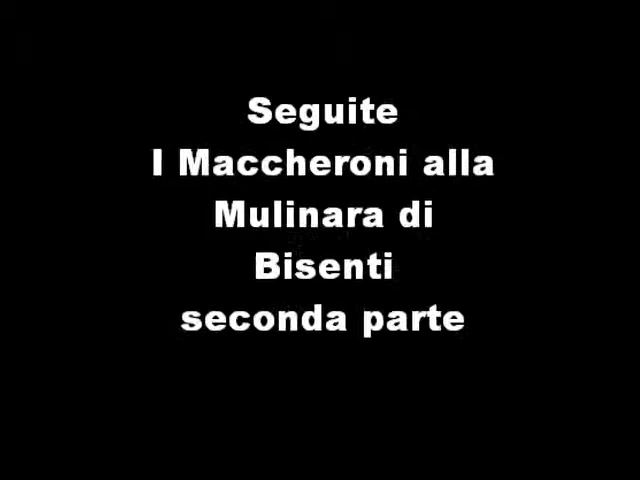 Seguite
I Maccheroni alla
Mulinara di
Bisenti
seconda parte